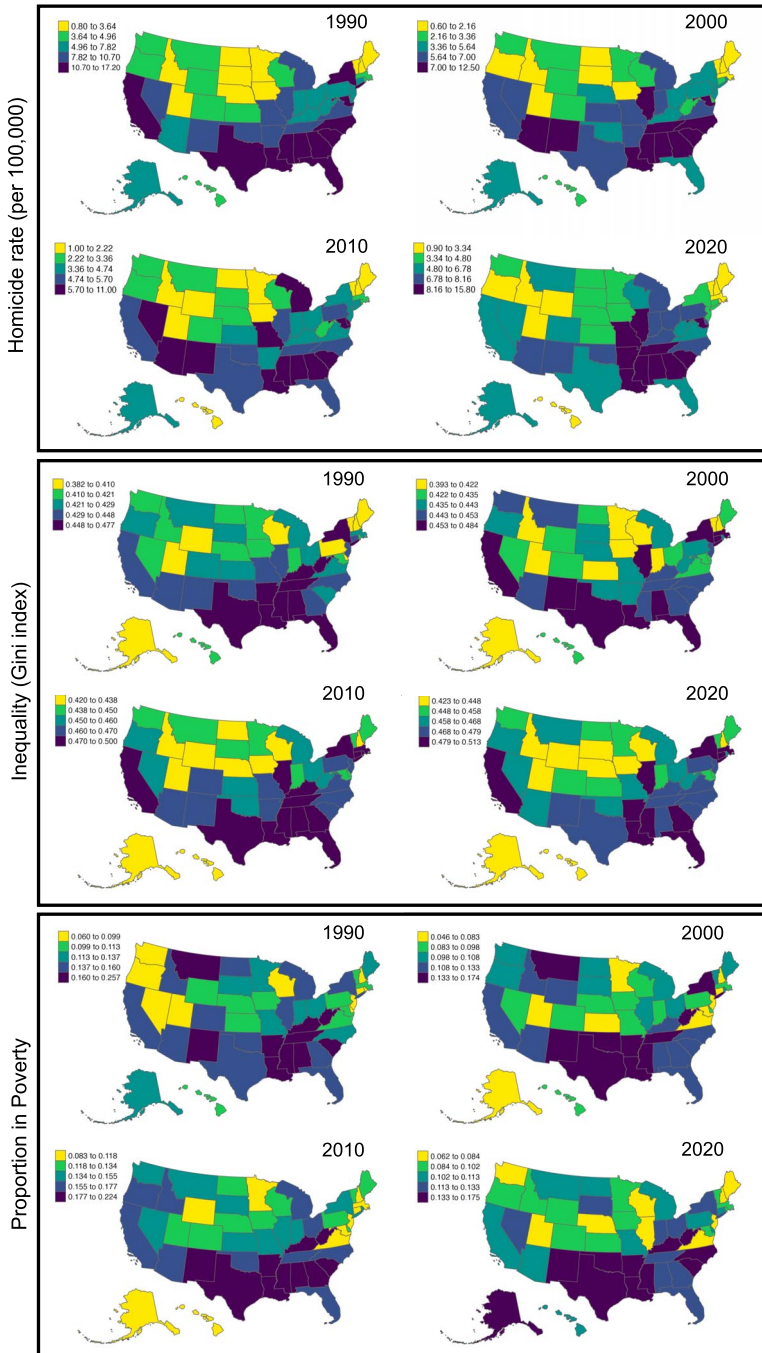 Homicide rate (per 100,000)
1990
0.80 to 3.64
3.64 to 4.96
4.96 to 7.82
7.82 to 10.70
10.70 to 17.20
2000
0.60 to 2.16
2.16 to 3.36
3.36 to 5.64
5.64 to 7.00
7.00 to 12.50
2010
1.00 to 2.22
2.22 to 3.36
3.36 to 4.74
4.74 to 5.70
5.70 to 11.00
2020
0.90 to 3.34
3.34 to 4.80
4.80 to 6.78
6.78 to 8.16
8.16 to 15.80
Inequality (Gini index)
1990
0.382 to 0.410
0.410 to 0.421
0.421 to 0.429
0.429 to 0.448
0.448 to 0.477
2000
0.393 to 0.422
0.422 to 0.435
0.435 to 0.443
0.443 to 0.453
0.453 to 0.484
2010
0.420 to 0.438
0.438 to 0.450
0.450 to 0.460
0.460 to 0.470
0.470 to 0.500
2020
0.423 to 0.448
0.448 to 0.458
0.458 to 0.468
0.468 to 0.479
0.479 to 0.513
Proportion in Poverty
1990
0.060 to 0.099
0.099 to 0.113
0.113 to 0.137
0.137 to 0.160
0.160 to 0.257
2000
0.046 to 0.083
0.083 to 0.098
0.098 to 0.108
0.108 to 0.133
0.133 to 0.174
2010
0.083 to 0.118
0.118 to 0.134
0.134 to 0.155
0.155 to 0.177
0.177 to 0.224
2020
0.062 to 0.084
0.084 to 0.102
0.102 to 0.113
0.113 to 0.133
0.133 to 0.175